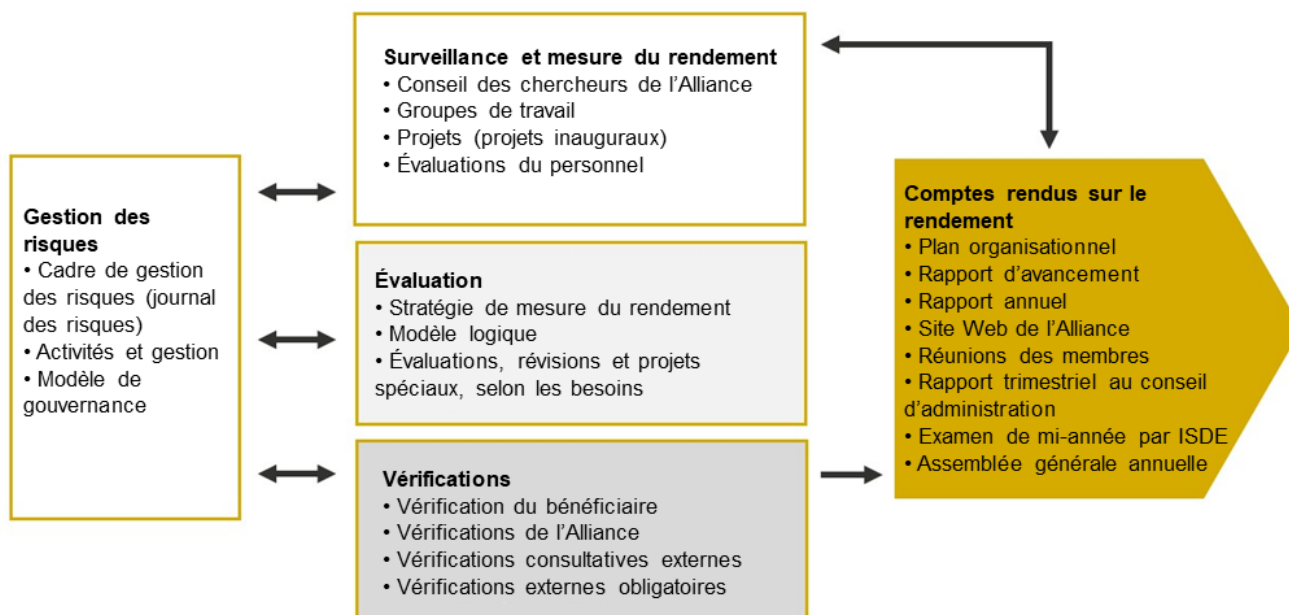 Surveillance et mesure du rendement
• Conseil des chercheurs de l’Alliance
• Groupes de travail
• Projets (projets inauguraux)
• Évaluations du personnel
Gestion des
risques
• Cadre de gestion
des risques (journal
des risques)
• Activités et gestion
• Modèle de
gouvernance
Évaluation
• Stratégie de mesure du rendement
• Modèle logique
• Évaluations, révisions et projets
spéciaux, selon les besoins
Vérifications
• Vérification du bénéficiaire
• Vérifications de l’Alliance
• Vérifications consultatives externes
• Vérifications externes obligatoires
Comptes rendus sur le
rendement
• Plan organisationnel
• Rapport d’avancement
• Rapport annuel
• Site Web de l’Alliance
• Réunions des membres
• Rapport trimestriel au conseil
d’administration
• Examen de mi-année par ISDE
• Assemblée générale annuelle